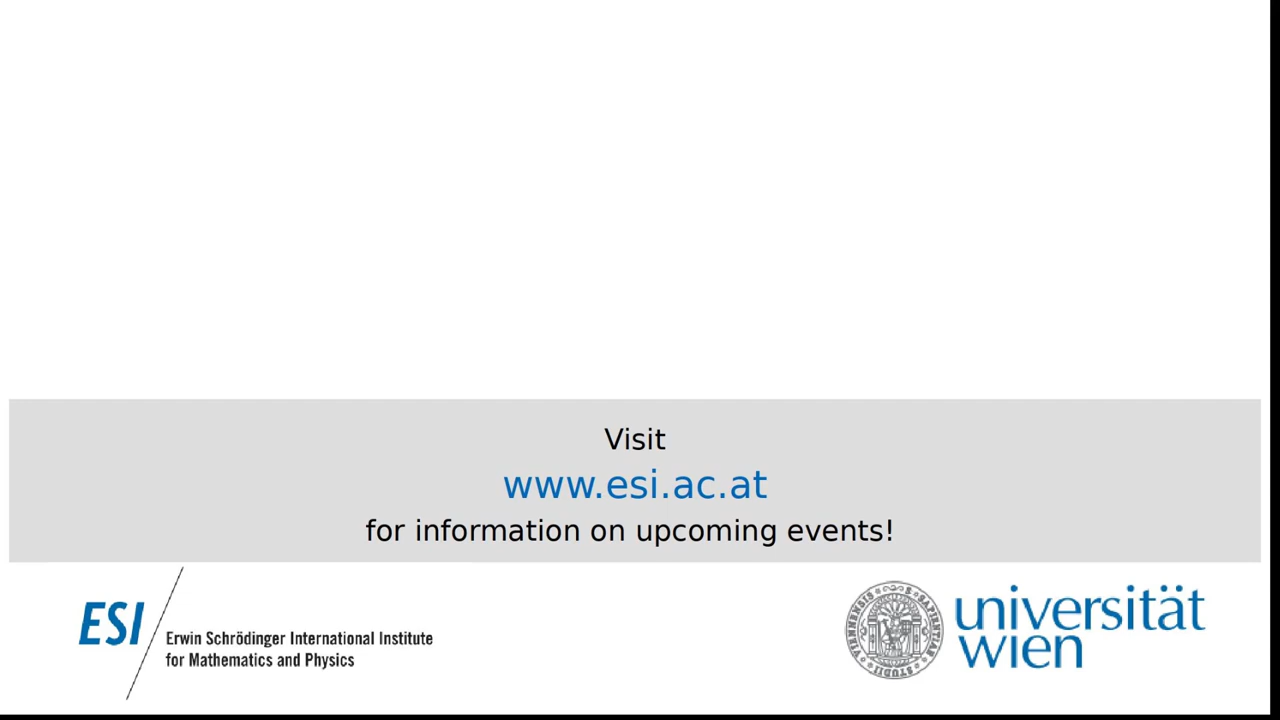 Visit
www.esi.ac.at
for information on upcoming events!
ESI
Erwin Schrödinger International Institute
for Mathematics and Physics
universität
wien